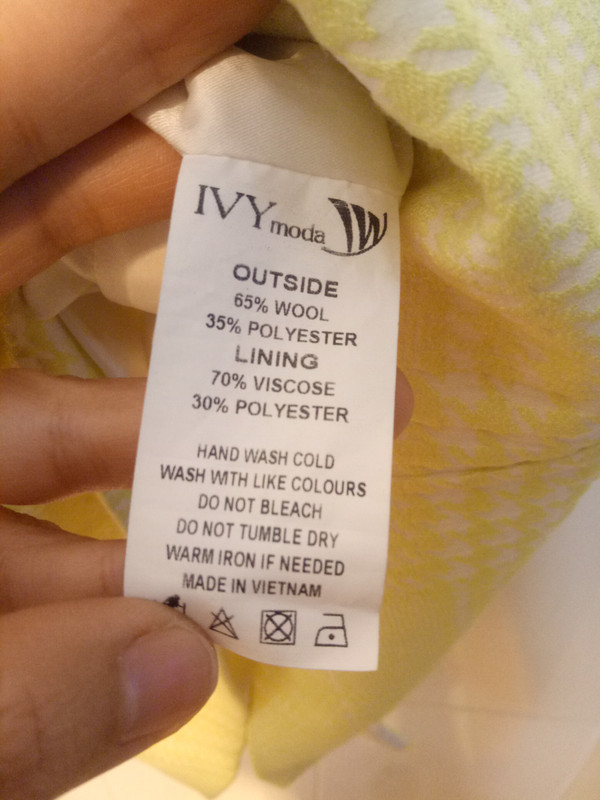 IVY moda
OUTSIDE
65% WOOL
35% POLYESTER
LINING
70% VISCOSE
30% POLYESTER
HAND WASH COLD
WASH WITH LIKE COLOURS
DO NOT BLEACH
DO NOT TUMBLE DRY
WARM IRON IF NEEDED
MADE IN VIETNAM